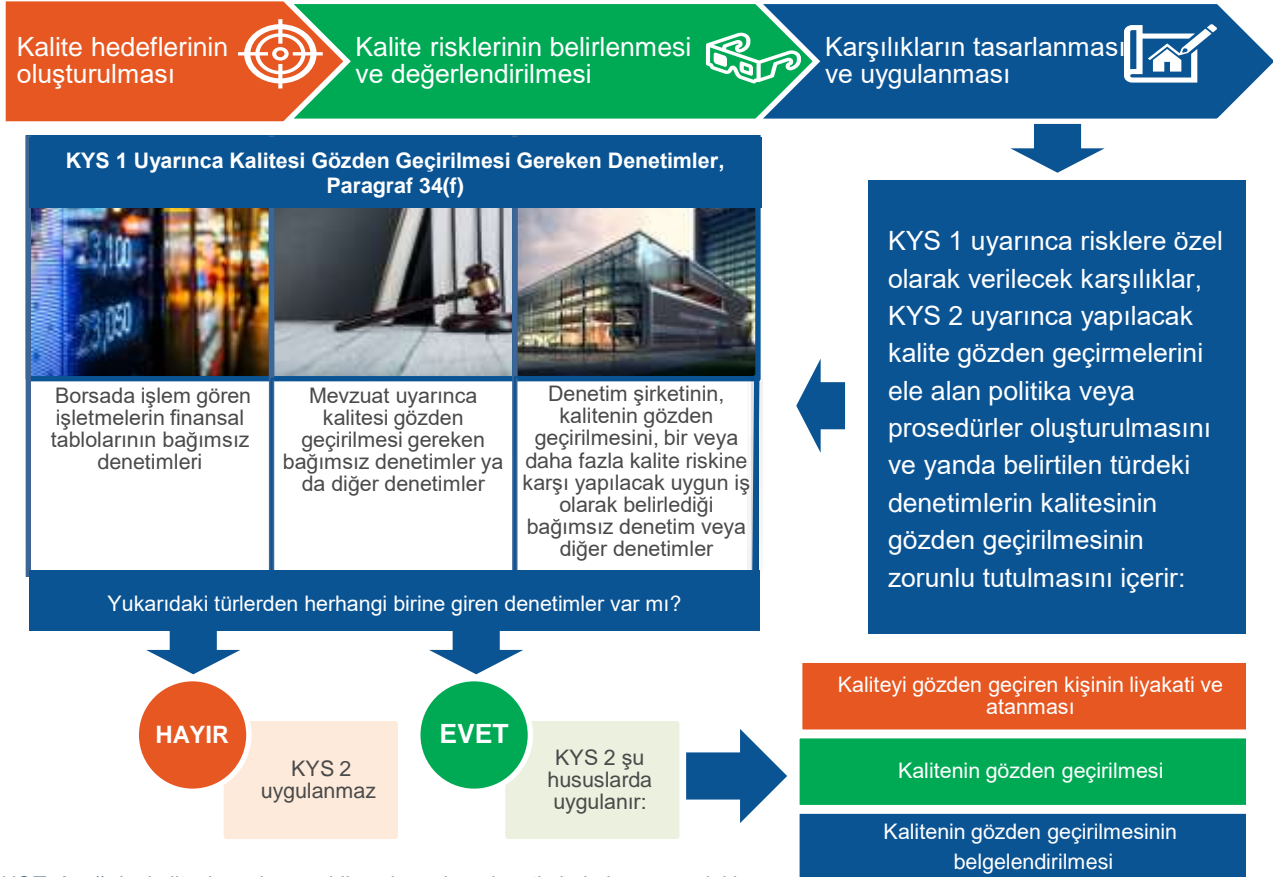 Kalite hedeflerinin
oluşturulması
Kalite risklerinin belirlenmesi
ve değerlendirilmesi
Karşılıkların tasarlanması
ve uygulanması
KYS 1 Uyarınca Kalitesi Gözden Geçirilmesi Gereken Denetimler,
Paragraf 34(f)
Borsada işlem gören
işletmelerin finansal
tablolarının bağımsız
denetimleri
Mevzuat uyarınca
kalitesi gözden
geçirilmesi gereken
bağımsız denetimler ya
da diğer denetimler
Denetim şirketinin,
kalitenin gözden
geçirilmesini, bir veya
daha fazla kalite riskine
karşı yapılacak uygun iş
olarak belirlediği
bağımsız denetim veya
diğer denetimler
KYS 1 uyarınca risklere özel
olarak verilecek karşılıklar,
KYS 2 uyarınca yapılacak
kalite gözden geçirmelerini
ele alan politika veya
prosedürler oluşturulmasını
ve yanda belirtilen türdeki
denetimlerin kalitesinin
gözden geçirilmesinin
zorunlu tutulmasını içerir:
Yukarıdaki türlerden herhangi birine giren denetimler var mı?
HAYIR
KYS 2
uygulanmaz
EVET
KYS 2 şu
hususlarda
uygulanır:
Kaliteyi gözden geçiren kişinin liyakati ve
atanması
Kalitenin gözden geçirilmesi
Kalitenin gözden geçirilmesinin
belgelendirilmesi